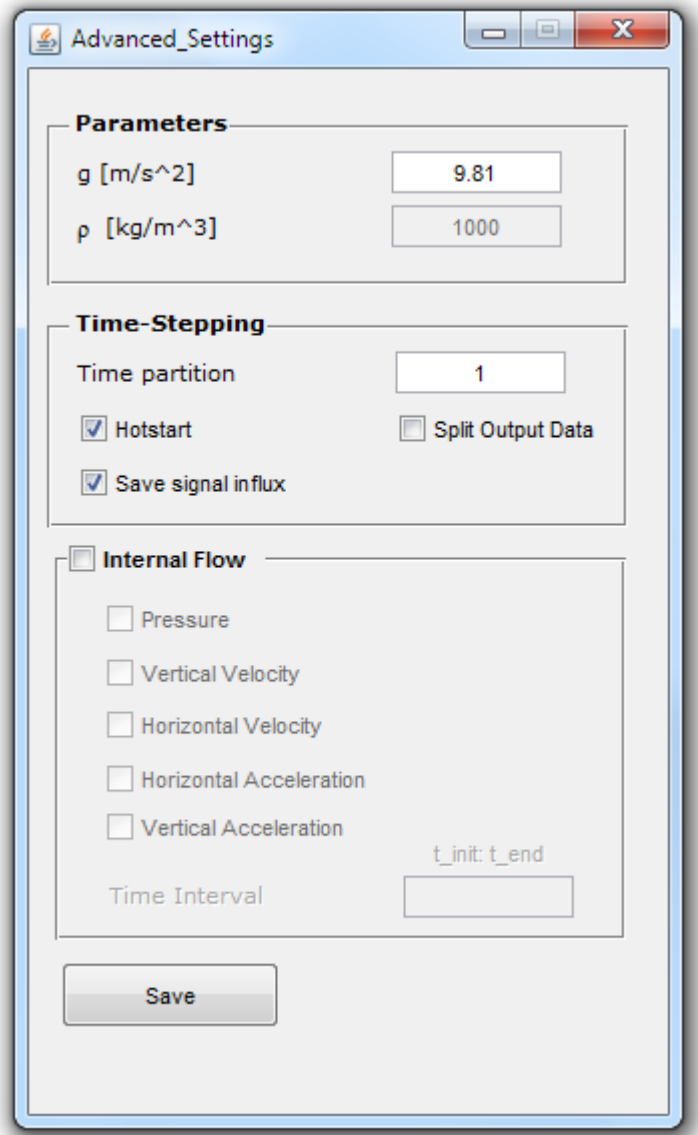 Advanced_Settings
Parameters
g [m/s^2] 9.81
ρ [kg/m^3] 1000
Time-Stepping
Time partition 1
Hotstart Split Output Data
Save signal influx
Internal Flow
Pressure
Vertical Velocity
Horizontal Velocity
Horizontal Acceleration
Vertical Acceleration
t_init: t_end
Time Interval
Save